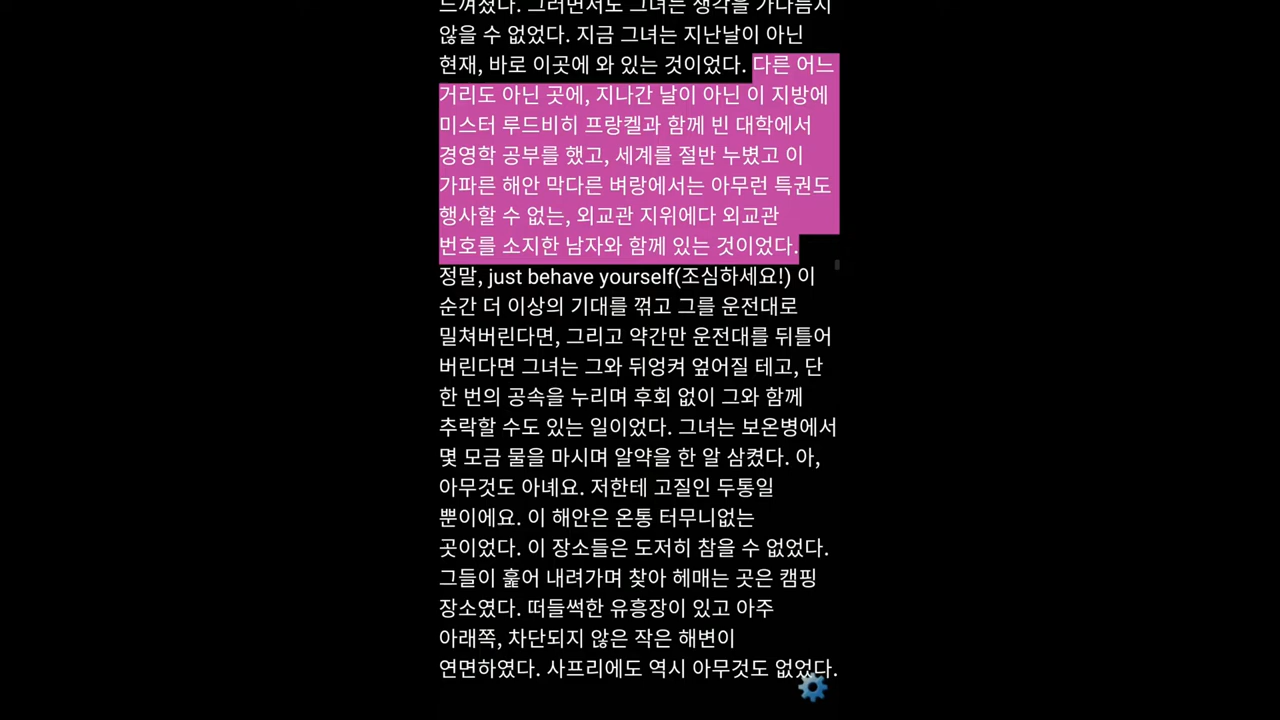 느껴졌다. 그러면서도 그녀는 생각을 가다듬지
않을 수 없었다. 지금 그녀는 지난날이 아닌
현재, 바로 이곳에 와 있는 것이었다. 다른 어느
거리도 아닌 곳에, 지나간 날이 아닌 이 지방에
미스터 루드비히 프랑켈과 함께 빈 대학에서
경영학 공부를 했고, 세계를 절반 누볐고 이
가파른 해안 막다른 벼랑에서는 아무런 특권도
행사할 수 없는, 외교관 지위에다 외교관
번호를 소지한 남자와 함께 있는 것이었다.
정말, just behave yourself(조심하세요!) 이
순간 더 이상의 기대를 꺾고 그를 운전대로
밀쳐버린다면, 그리고 약간만 운전대를 뒤틀어
버린다면 그녀는 그와 뒤엉켜 엎어질 테고, 단
한 번의 공속을 누리며 후회 없이 그와 함께
추락할 수도 있는 일이었다. 그녀는 보온병에서
몇 모금 물을 마시며 알약을 한 알 삼켰다. 아,
아무것도 아녜요. 저한테 고질인 두통일
뿐이에요. 이 해안은 온통 터무니없는
곳이었다. 이 장소들은 도저히 참을 수 없었다.
그들이 훑어 내려가며 찾아 헤매는 곳은 캠핑
장소였다. 떠들썩한 유흥장이 있고 아주
아래쪽, 차단되지 않은 작은 해변이
연면하였다. 사프리에도 역시 아무것도 없었다.